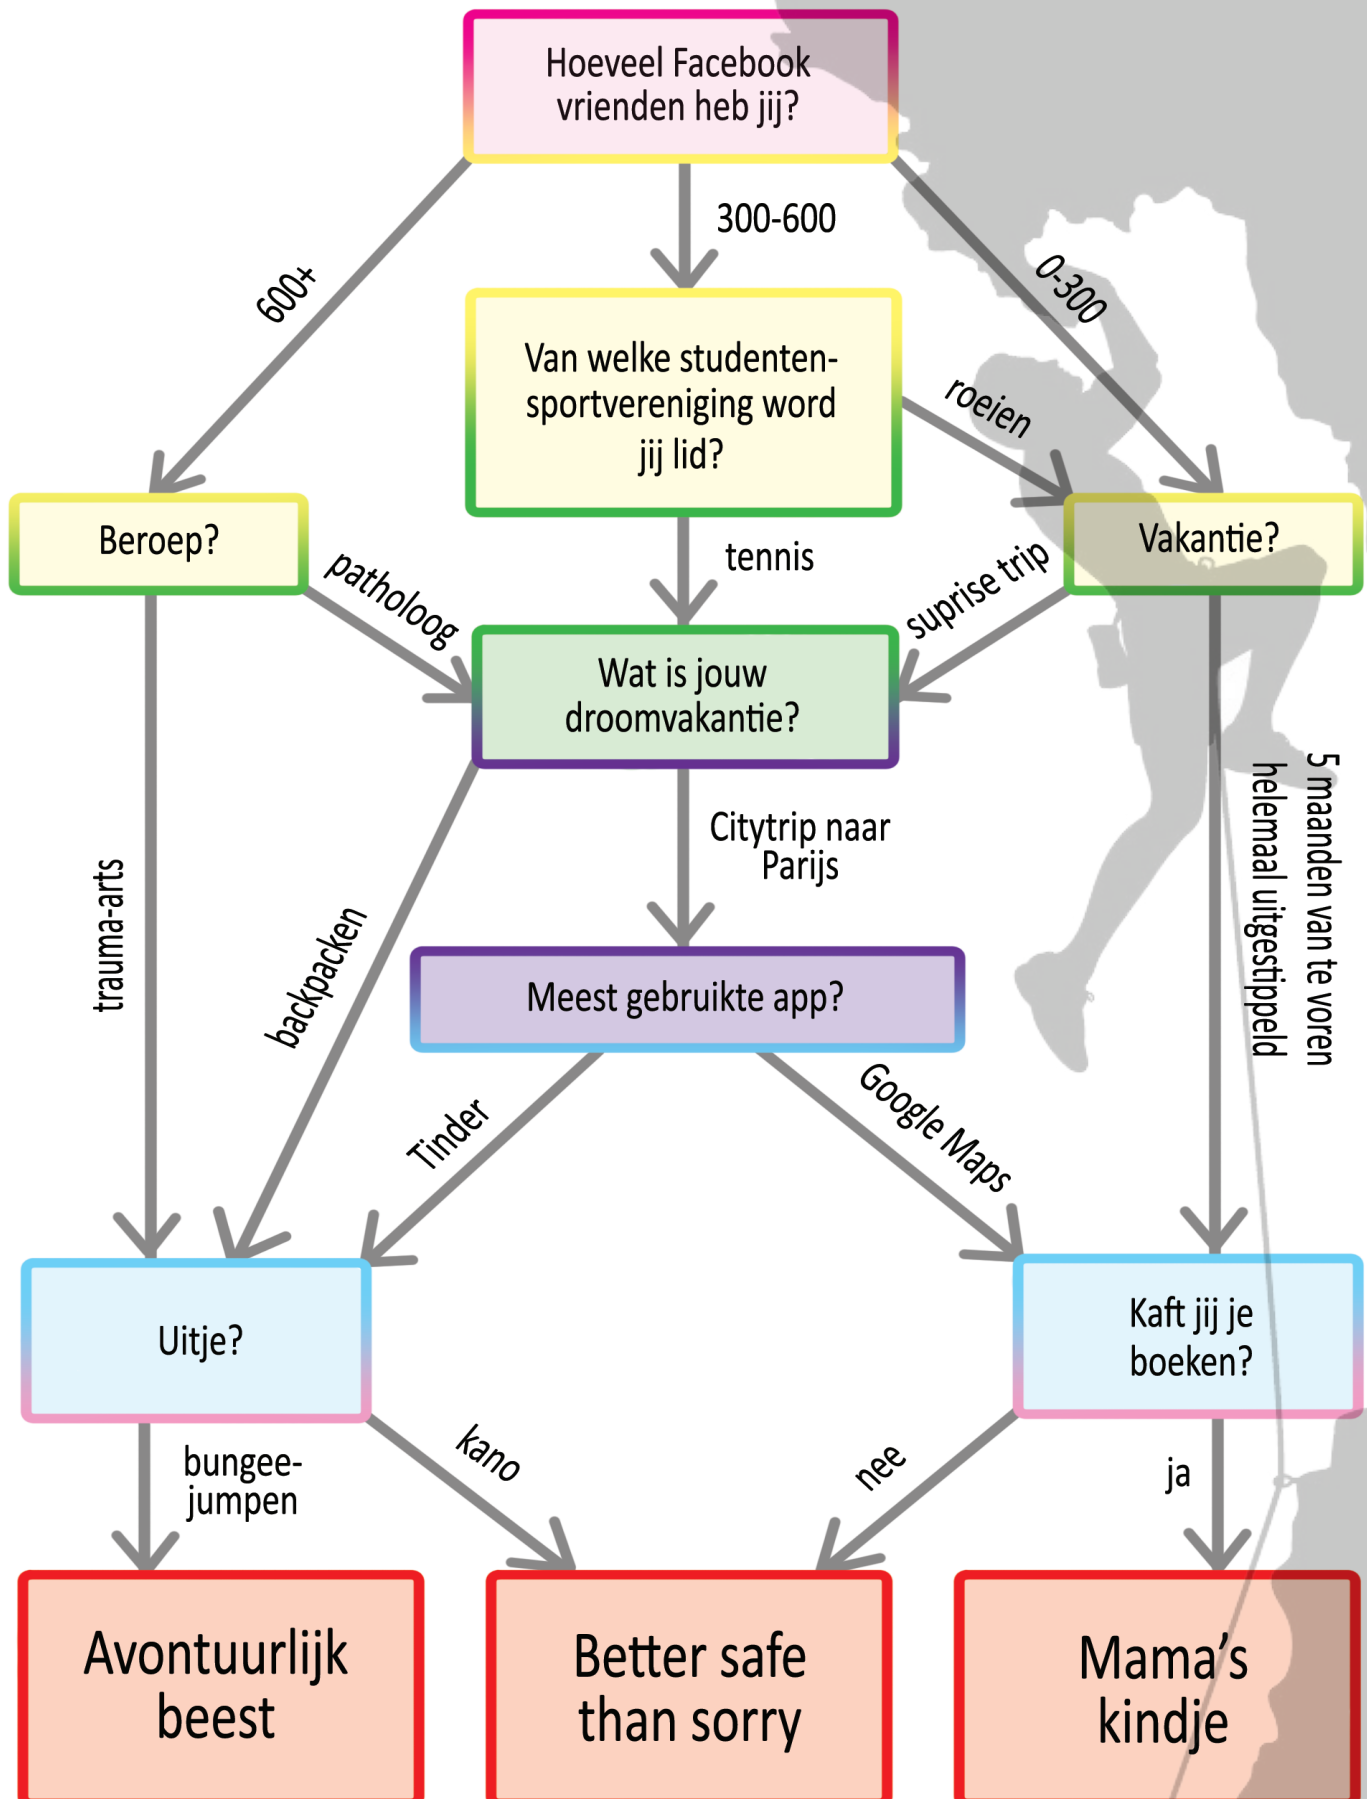 Hoeveel Facebook
vrienden heb jij?
600+
300-600
0-300
Van welke studenten-
sportvereniging word
jij lid?
roeien
Beroep?
Vakantie?
patholoog
tennis
suprise trip
Wat is jouw
droomvakantie?
trauma-arts
backpacken
Citytrip naar
Parijs
5 maanden van te voren
helemaal uitgestippeld
Meest gebruikte app?
Tinder
Google Maps
Uitje?
Kaft jij je
boeken?
bungee-
jumpen
kano
nee
ja
Avontuurlijk
beest
Better safe
than sorry
Mama's
kindje